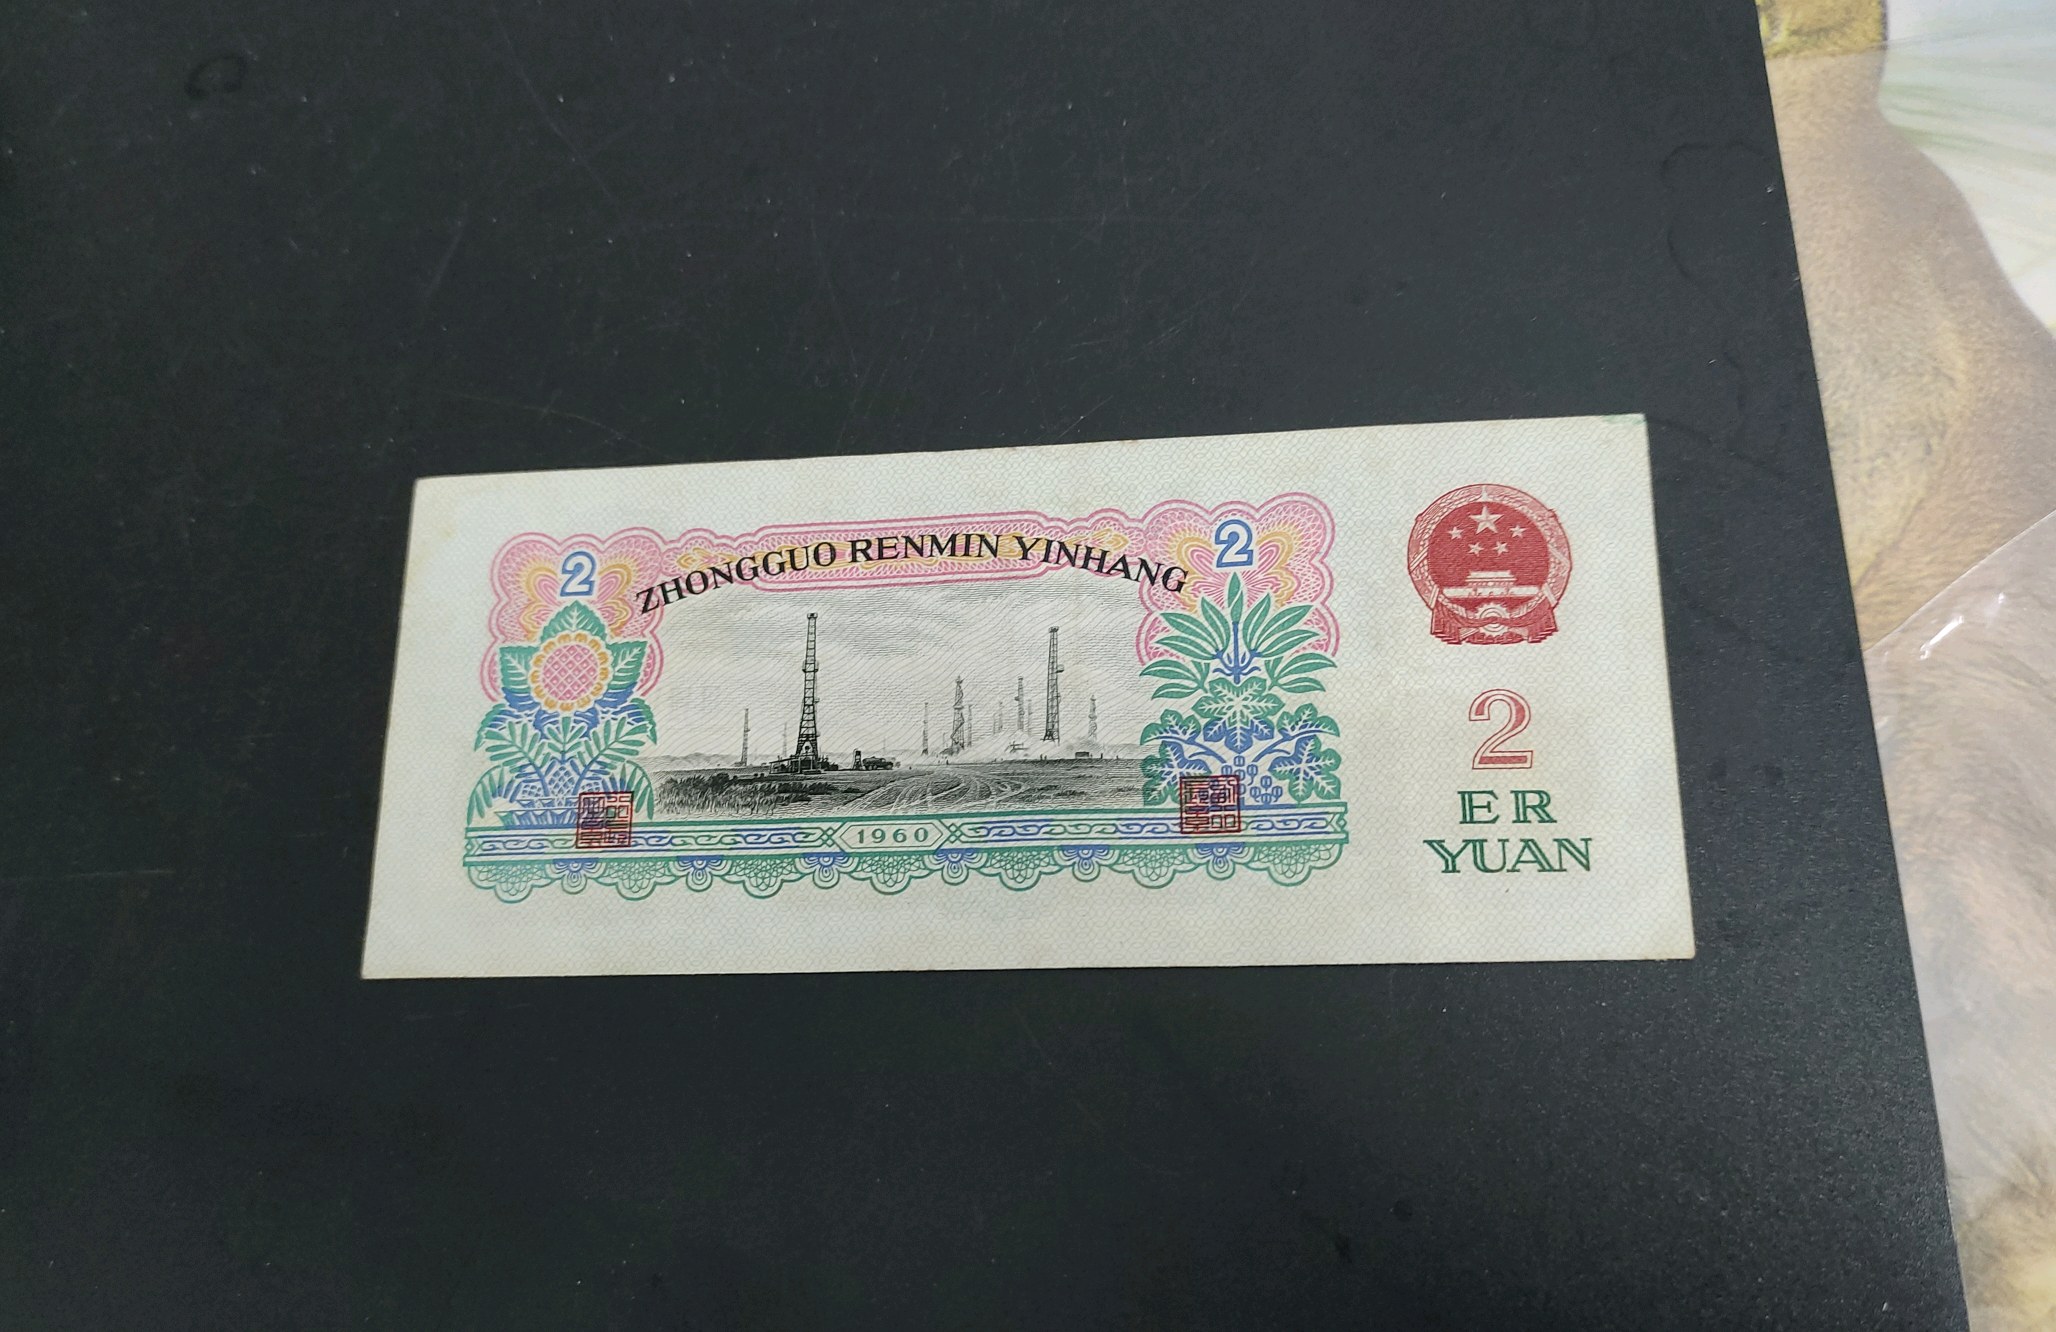 2
2
ZHONGGUO RENMIN YINHANG
1960
2
ER
YUAN